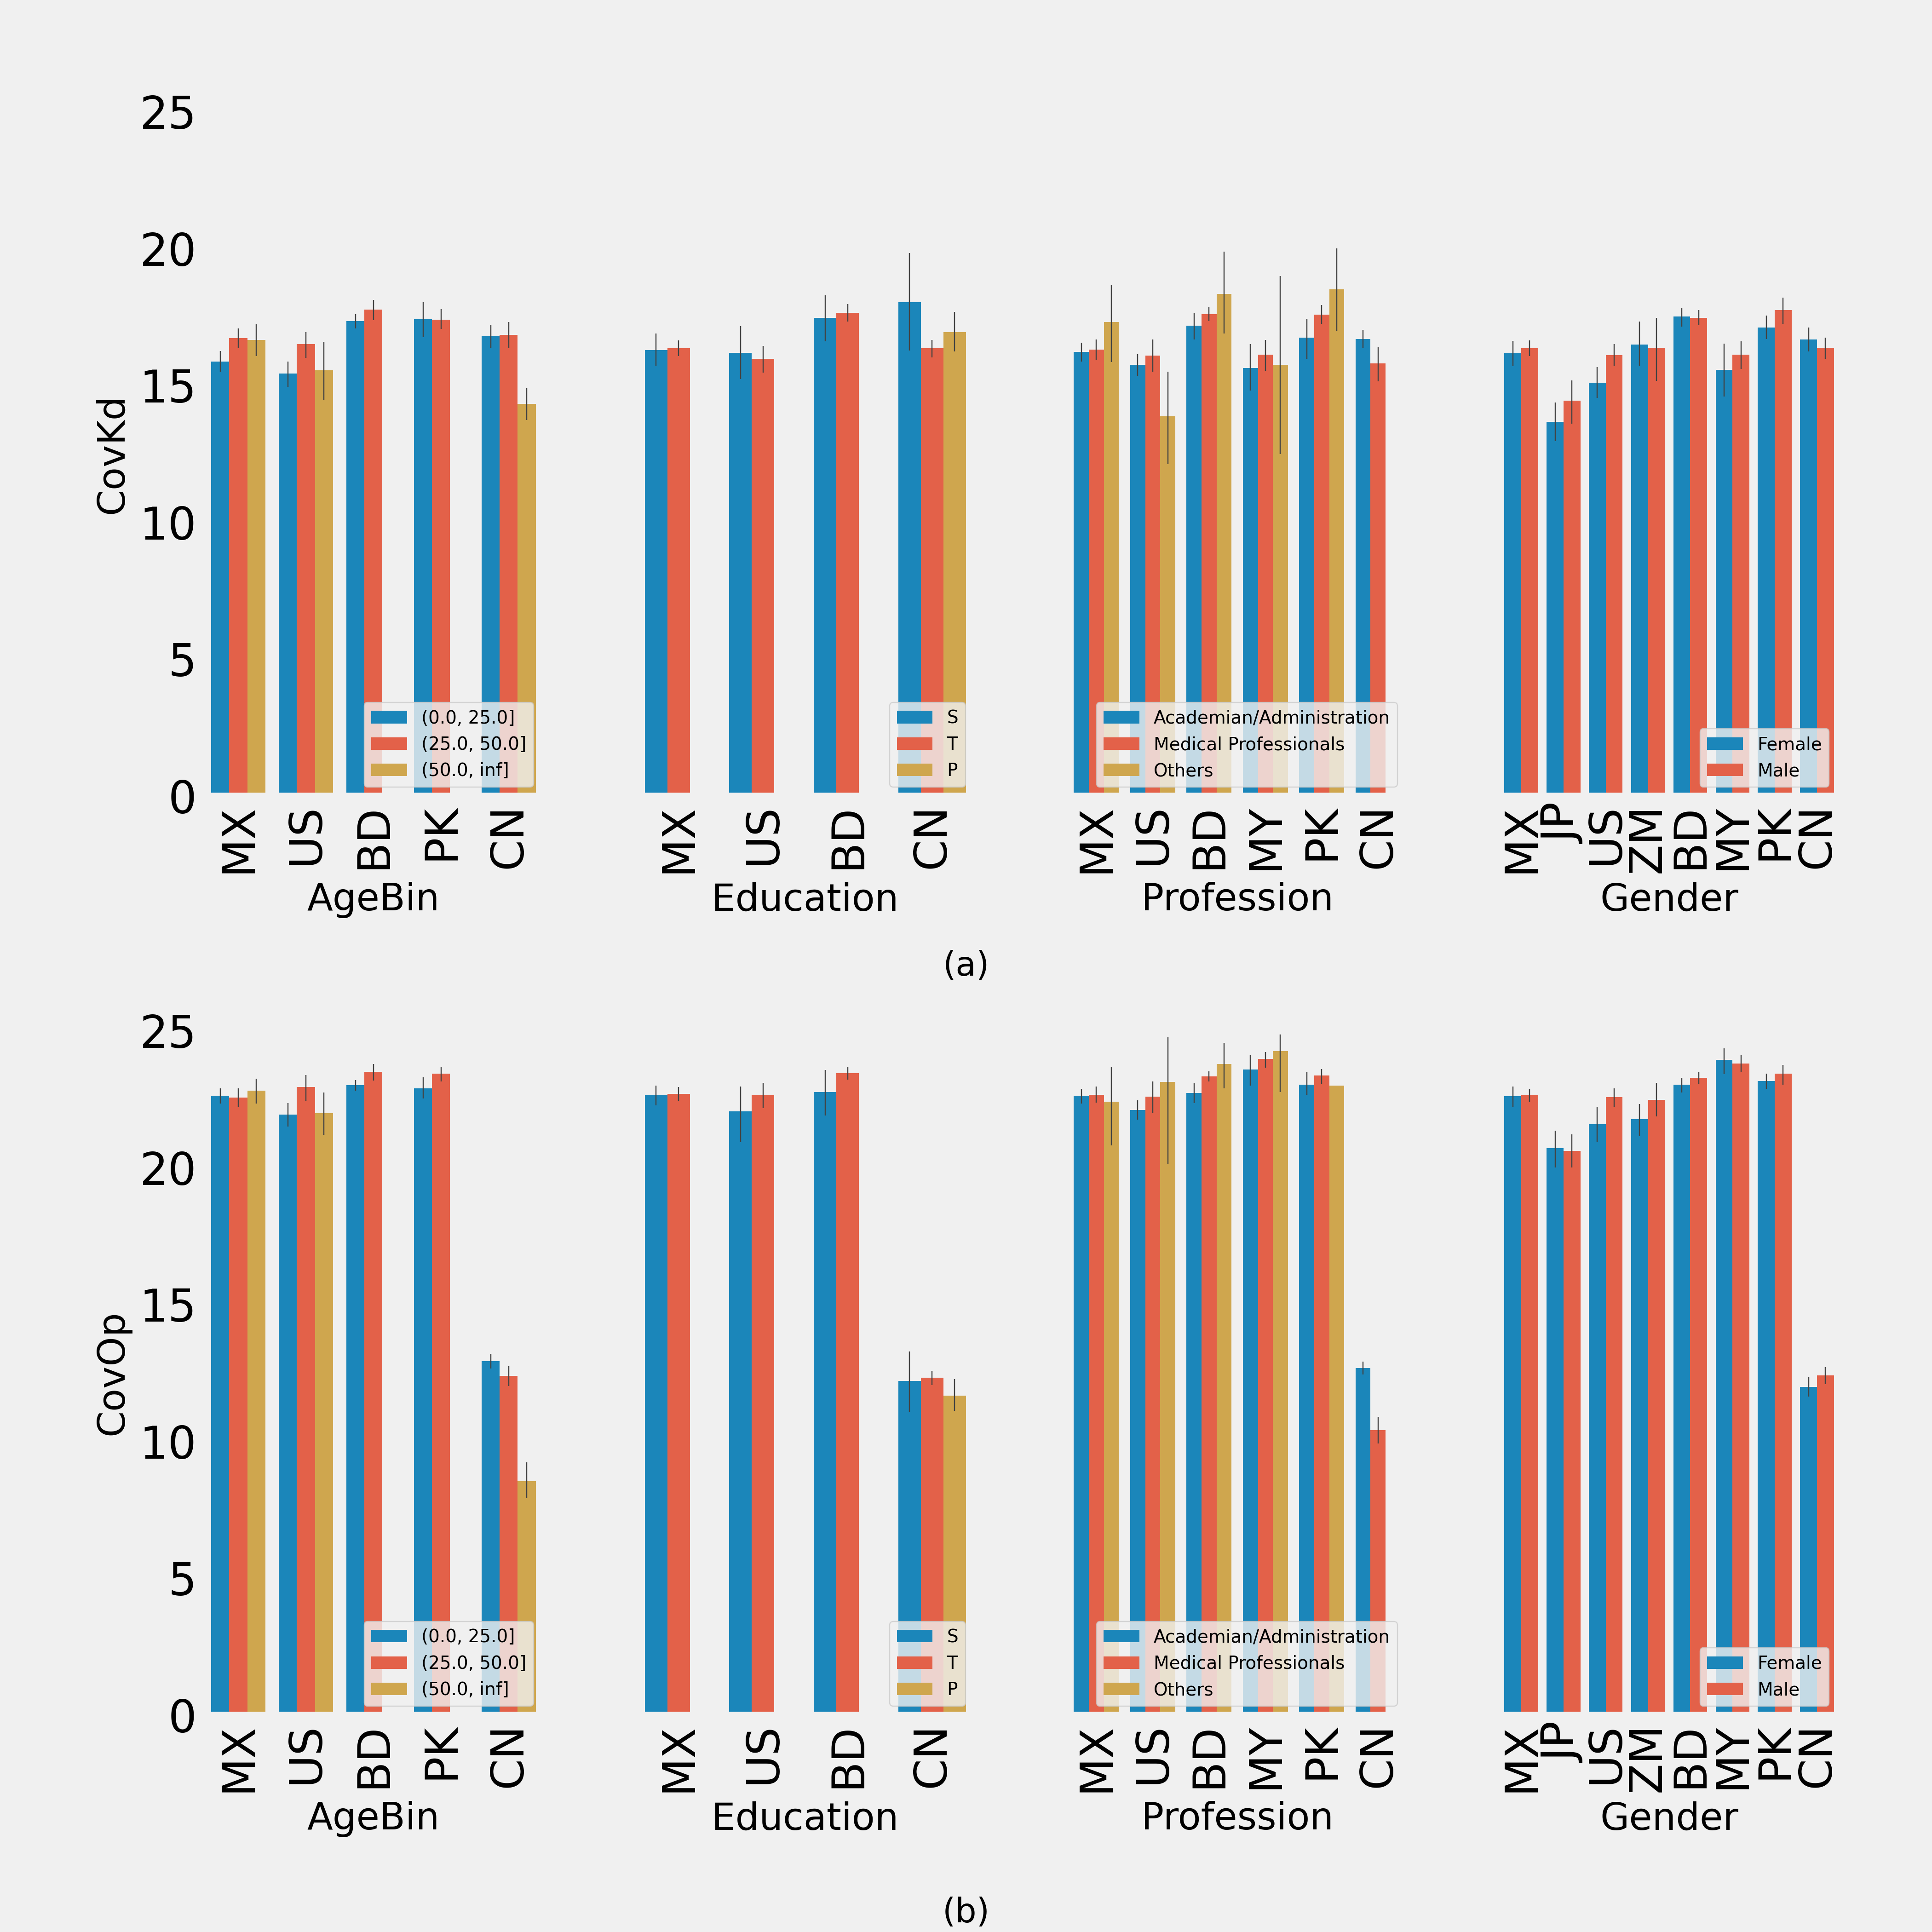 25
20
15
10
5
0
CovKd
(0.0, 25.0]
(25.0, 50.0]
(50.0, inf]
MX US BD PK CN
AgeBin
S
T
P
MX US BD CN
Education
Academian/Administration
Medical Professionals
Others
MX US BD MY PK CN
Profession
Female
Male
MX JP US ZM BD MY PK CN
Gender
(a)
25
20
15
10
5
0
CovOp
(0.0, 25.0]
(25.0, 50.0]
(50.0, inf]
MX US BD PK CN
AgeBin
S
T
P
MX US BD CN
Education
Academian/Administration
Medical Professionals
Others
MX US BD MY PK CN
Profession
Female
Male
MX JP US ZM BD MY PK CN
Gender
(b)